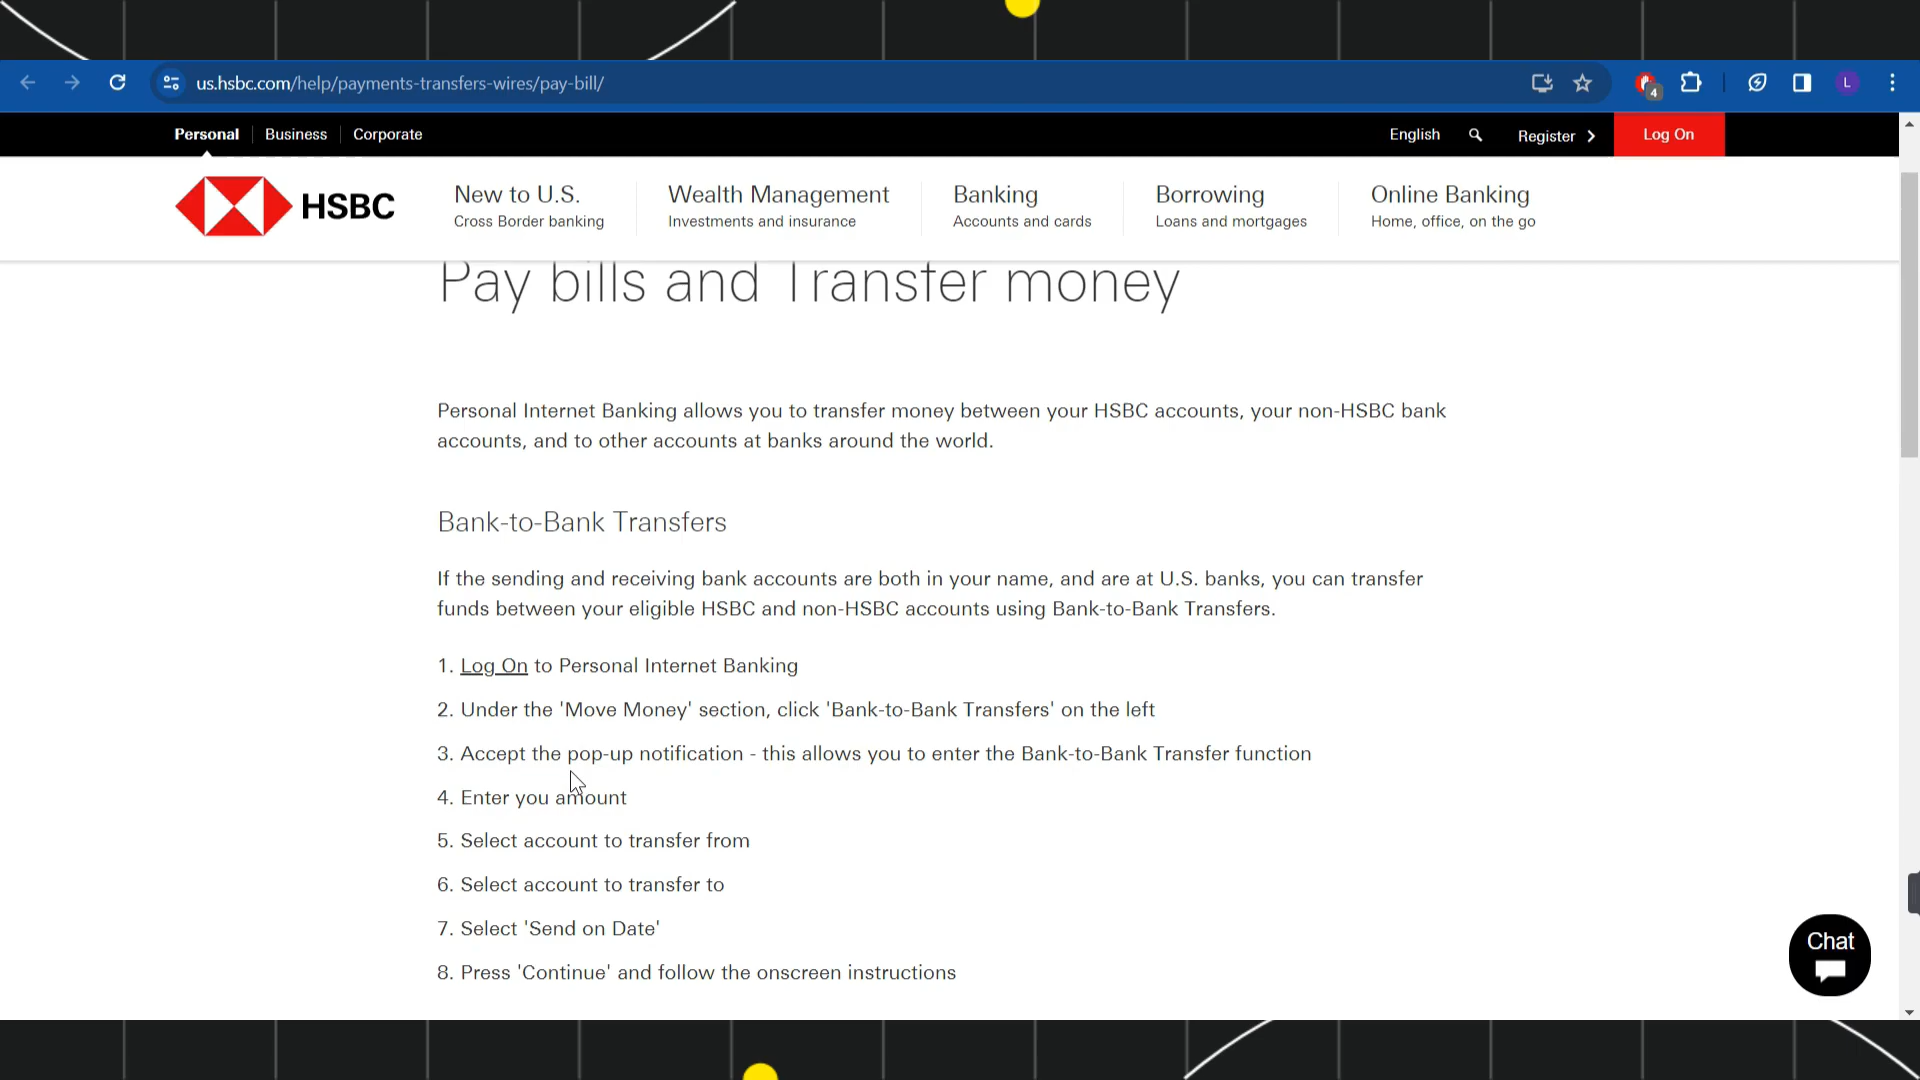 us.hsbc.com/help/payments-transfers-wires/pay-bill/
4
L
Personal
Business
Corporate
English
Register
Log On
HSBC
New to U.S.
Cross Border banking
Wealth Management
Investments and insurance
Banking
Accounts and cards
Borrowing
Loans and mortgages
Online Banking
Home, office, on the go
Pay bills and Transfer money
Personal Internet Banking allows you to transfer money between your HSBC accounts, your non-HSBC bank
accounts, and to other accounts at banks around the world.
Bank-to-Bank Transfers
If the sending and receiving bank accounts are both in your name, and are at U.S. banks, you can transfer
funds between your eligible HSBC and non-HSBC accounts using Bank-to-Bank Transfers.
1. Log On to Personal Internet Banking
2. Under the 'Move Money' section, click 'Bank-to-Bank Transfers' on the left
3. Accept the pop-up notification - this allows you to enter the Bank-to-Bank Transfer function
4. Enter you amount
5. Select account to transfer from
6. Select account to transfer to
7. Select 'Send on Date'
8. Press 'Continue' and follow the onscreen instructions
Chat